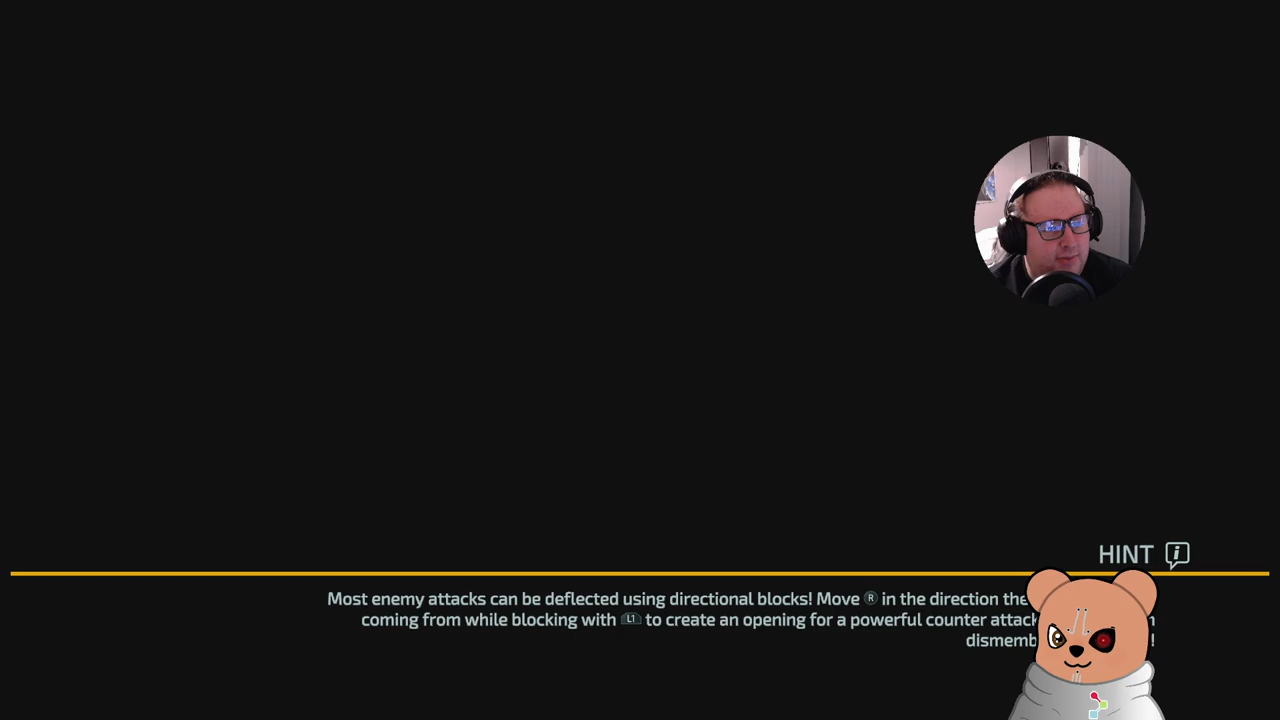 HINT
Most enemy attacks can be deflected using directional blocks! Move R in the direction the
coming from while blocking with L1 to create an opening for a powerful counter attack
!